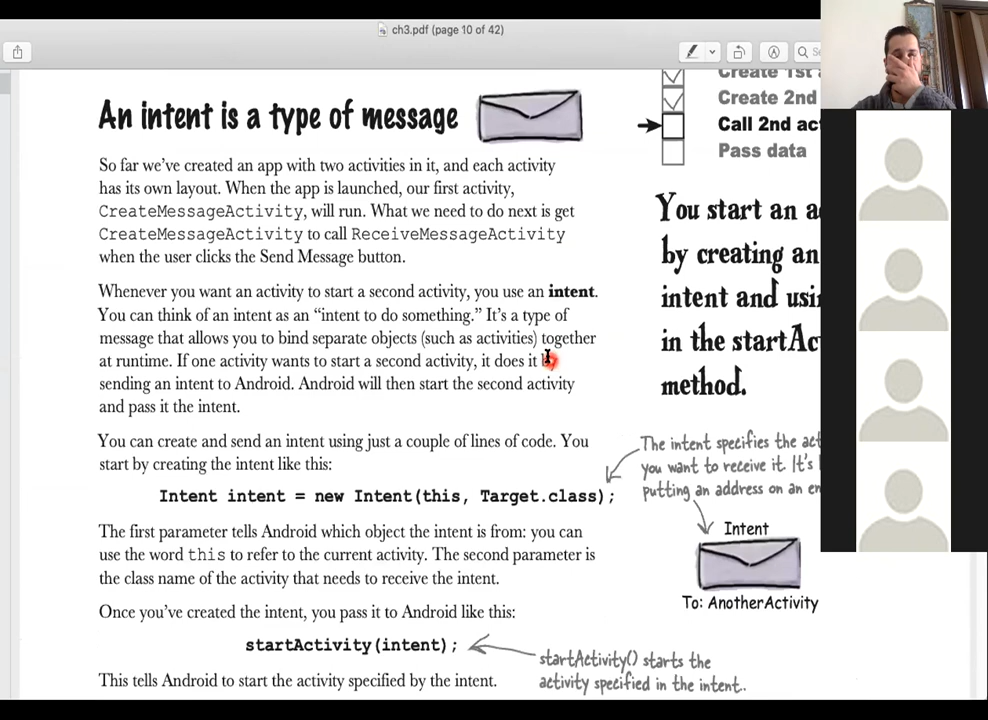 ch3.pdf (page 10 of 42)
Create 1st
An intent is a type of message
Create 2nd
Call 2nd
Pass data
So far we've created an app with two activities in it, and each activity
has its own layout. When the app is launched, our first activity,
CreateMessageActivity, will run. What we need to do next is get
CreateMessageActivity to call ReceiveMessageActivity
when the user clicks the Send Message button.
Whenever you want an activity to start a second activity, you use an intent.
You can think of an intent as an “intent to do something.” It's a type of
message that allows you to bind separate objects (such as activities) together
at runtime. If one activity wants to start a second activity, it does it
sending an intent to Android. Android will then start the second activity
and pass it the intent.
You can create and send an intent using just a couple of lines of code. You
start by creating the intent like this:
Intent intent = new Intent(this, Target.class);
The first parameter tells Android which object the intent is from: you can
use the word this to refer to the current activity. The second parameter is
the class name of the activity that needs to receive the intent.
Once you've created the intent, you pass it to Android like this:
startActivity(intent);
This tells Android to start the activity specified by the intent.
You start an
by creating an
intent and
in the
method.
The intent specifies the
you want to receive it. It's
putting an address on an
Intent
To: AnotherActivity
startActivity() starts the
activity specified in the intent..